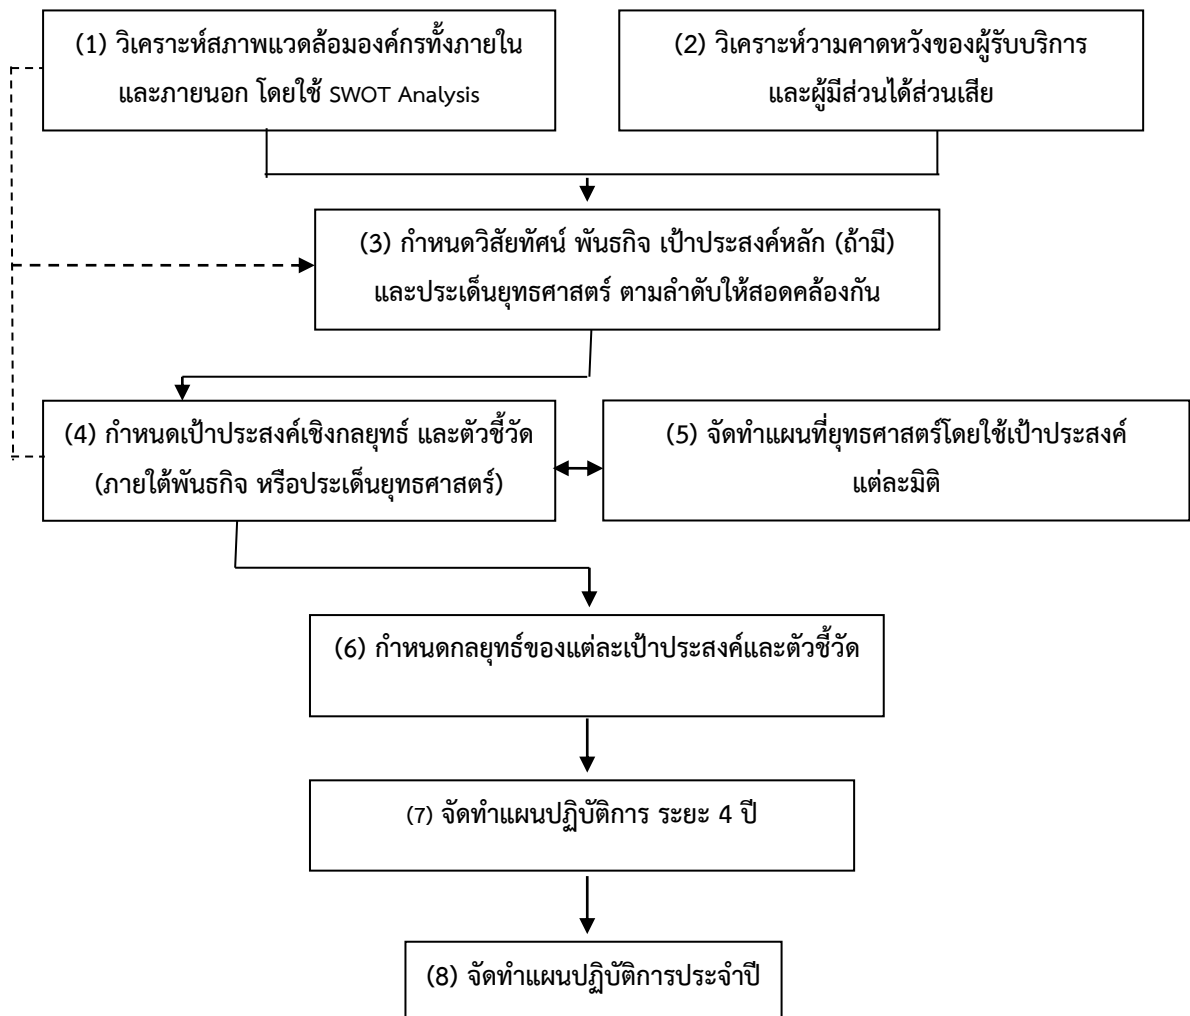 (1) วิเคราะห์สภาพแวดล้อมองค์กรทั้งภายใน
และภายนอก โดยใช้ SWOT Analysis
(2) วิเคราะห์วามคาดหวังของผู้รับบริการ
และผู้มีส่วนได้ส่วนเสีย
(3) กำหนดวิสัยทัศน์ พันธกิจ เป้าประสงค์หลัก (ถ้ามี)
และประเด็นยุทธศาสตร์ ตามลำดับให้สอดคล้องกัน
(4) กำหนดเป้าประสงค์เชิงกลยุทธ์ และตัวชี้วัด
(ภายใต้พันธกิจ หรือประเด็นยุทธศาสตร์)
(5) จัดทำแผนที่ยุทธศาสตร์โดยใช้เป้าประสงค์
แต่ละมิติ
(6) กำหนดกลยุทธ์ของแต่ละเป้าประสงค์และตัวชี้วัด
(7) จัดทำแผนปฏิบัติการ ระยะ 4 ปี
(8) จัดทำแผนปฏิบัติการประจำปี